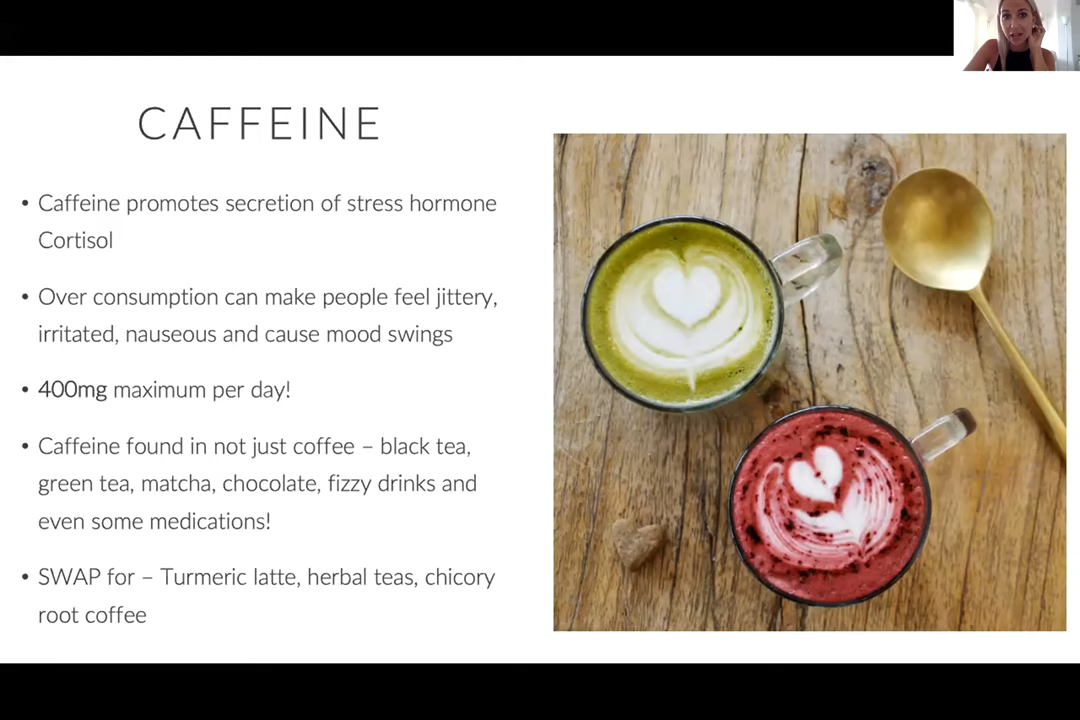 CAFFEINE
• Caffeine promotes secretion of stress hormone
Cortisol
• Over consumption can make people feel jittery,
irritated, nauseous and cause mood swings
• 400mg maximum per day!
• Caffeine found in not just coffee – black tea,
green tea, matcha, chocolate, fizzy drinks and
even some medications!
• SWAP for – Turmeric latte, herbal teas, chicory
root coffee